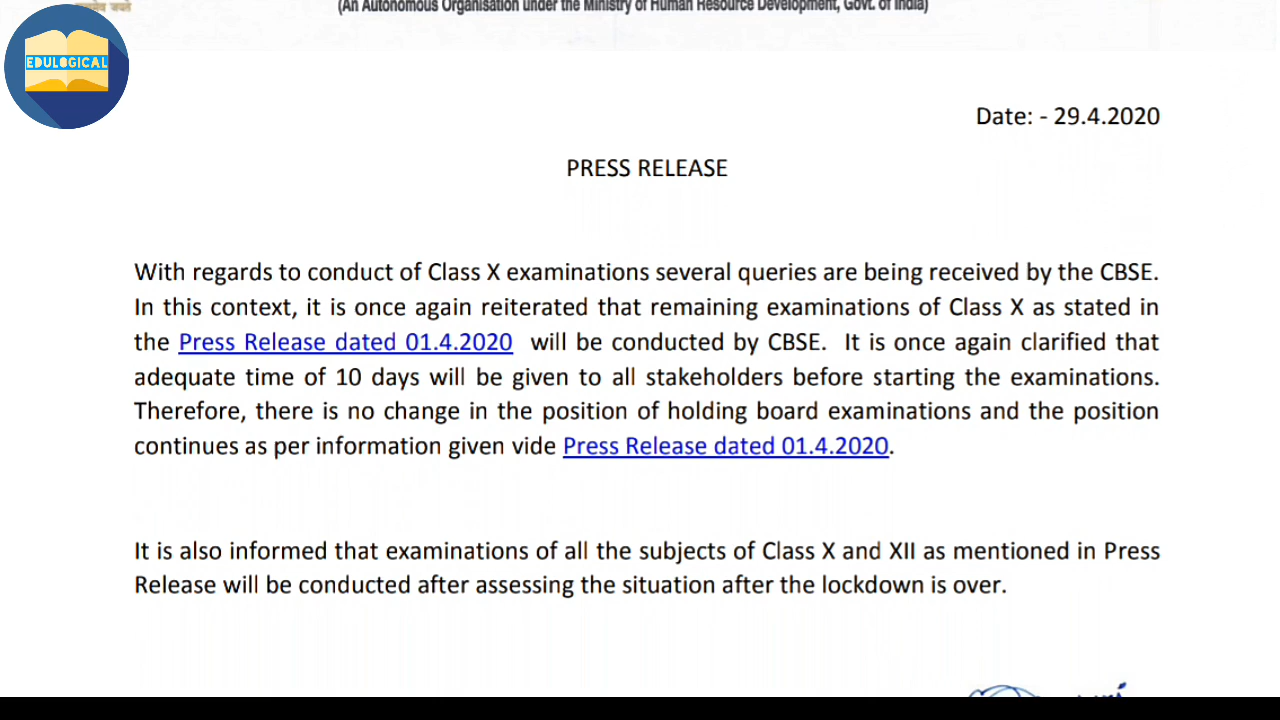 (An Autonomous Organisation under the Ministry of Human Resource Development, Govt. of India)
EDULOGICAL
Date: - 29.4.2020
PRESS RELEASE
With regards to conduct of Class X examinations several queries are being received by the CBSE.
In this context, it is once again reiterated that remaining examinations of Class X as stated in
the Press Release dated 01.4.2020 will be conducted by CBSE. It is once again clarified that
adequate time of 10 days will be given to all stakeholders before starting the examinations.
Therefore, there is no change in the position of holding board examinations and the position
continues as per information given vide Press Release dated 01.4.2020.
It is also informed that examinations of all the subjects of Class X and XII as mentioned in Press
Release will be conducted after assessing the situation after the lockdown is over.